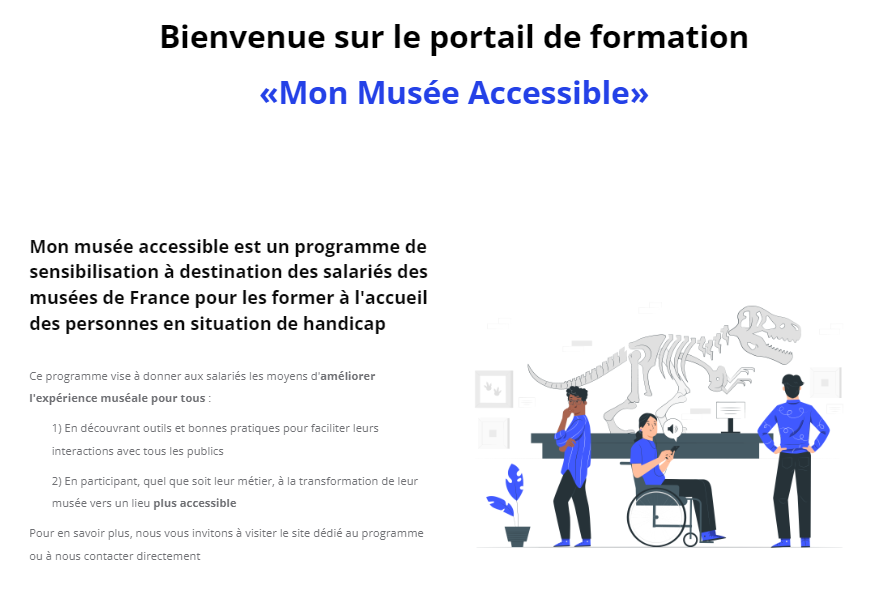 Bienvenue sur le portail de formation
«Mon Musée Accessible»
Mon musée accessible est un programme de
sensibilisation à destination des salariés des
musées de France pour les former à l'accueil
des personnes en situation de handicap
Ce programme vise à donner aux salariés les moyens d'améliorer
l'expérience muséale pour tous :
1) En découvrant outils et bonnes pratiques pour faciliter leurs
interactions avec tous les publics
2) En participant, quel que soit leur métier, à la transformation de leur
musée vers un lieu plus accessible
Pour en savoir plus, nous vous invitons à visiter le site dédié au programme
ou à nous contacter directement